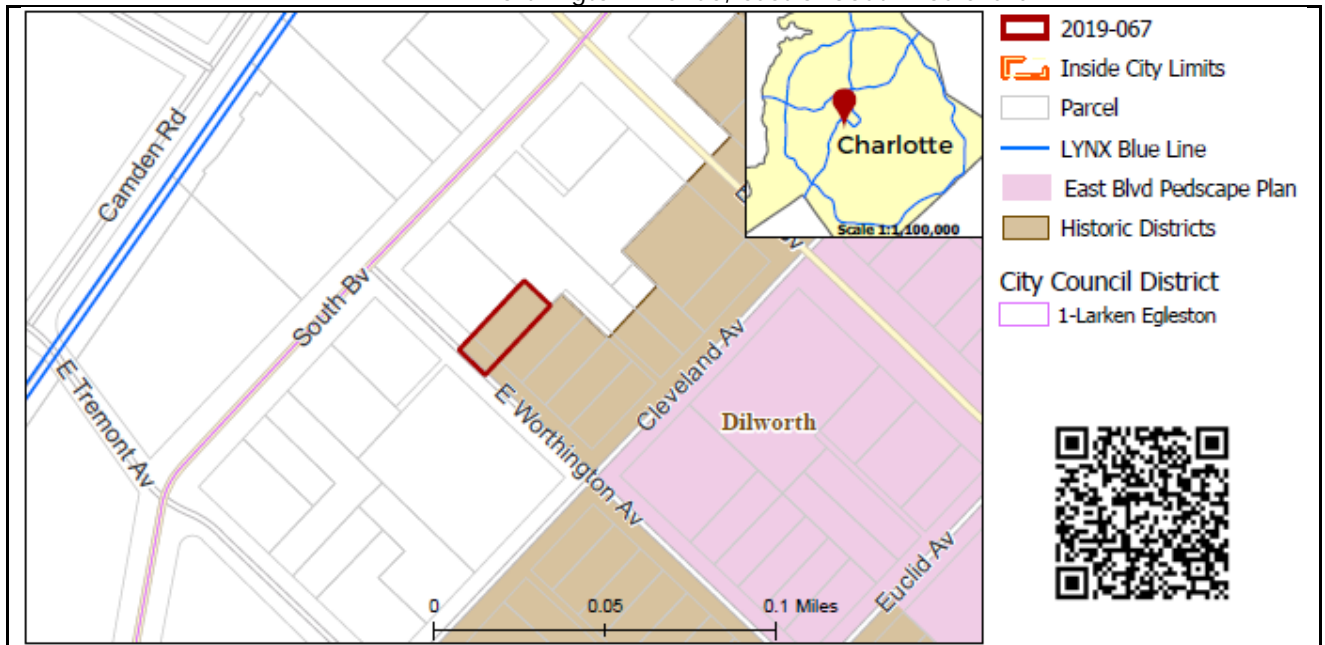 2019-067
Inside City Limits
Parcel
LYNX Blue Line
East Blvd Pedscape Plan
Historic Districts
City Council District
1-Larken Egleston
Charlotte
Scale 1:1,100,000
Camden Rd
South Bv
E Tremont Av
E Worthington Av
Cleveland Av
Dilworth
Euclid Av
0 0.05 0.1 Miles